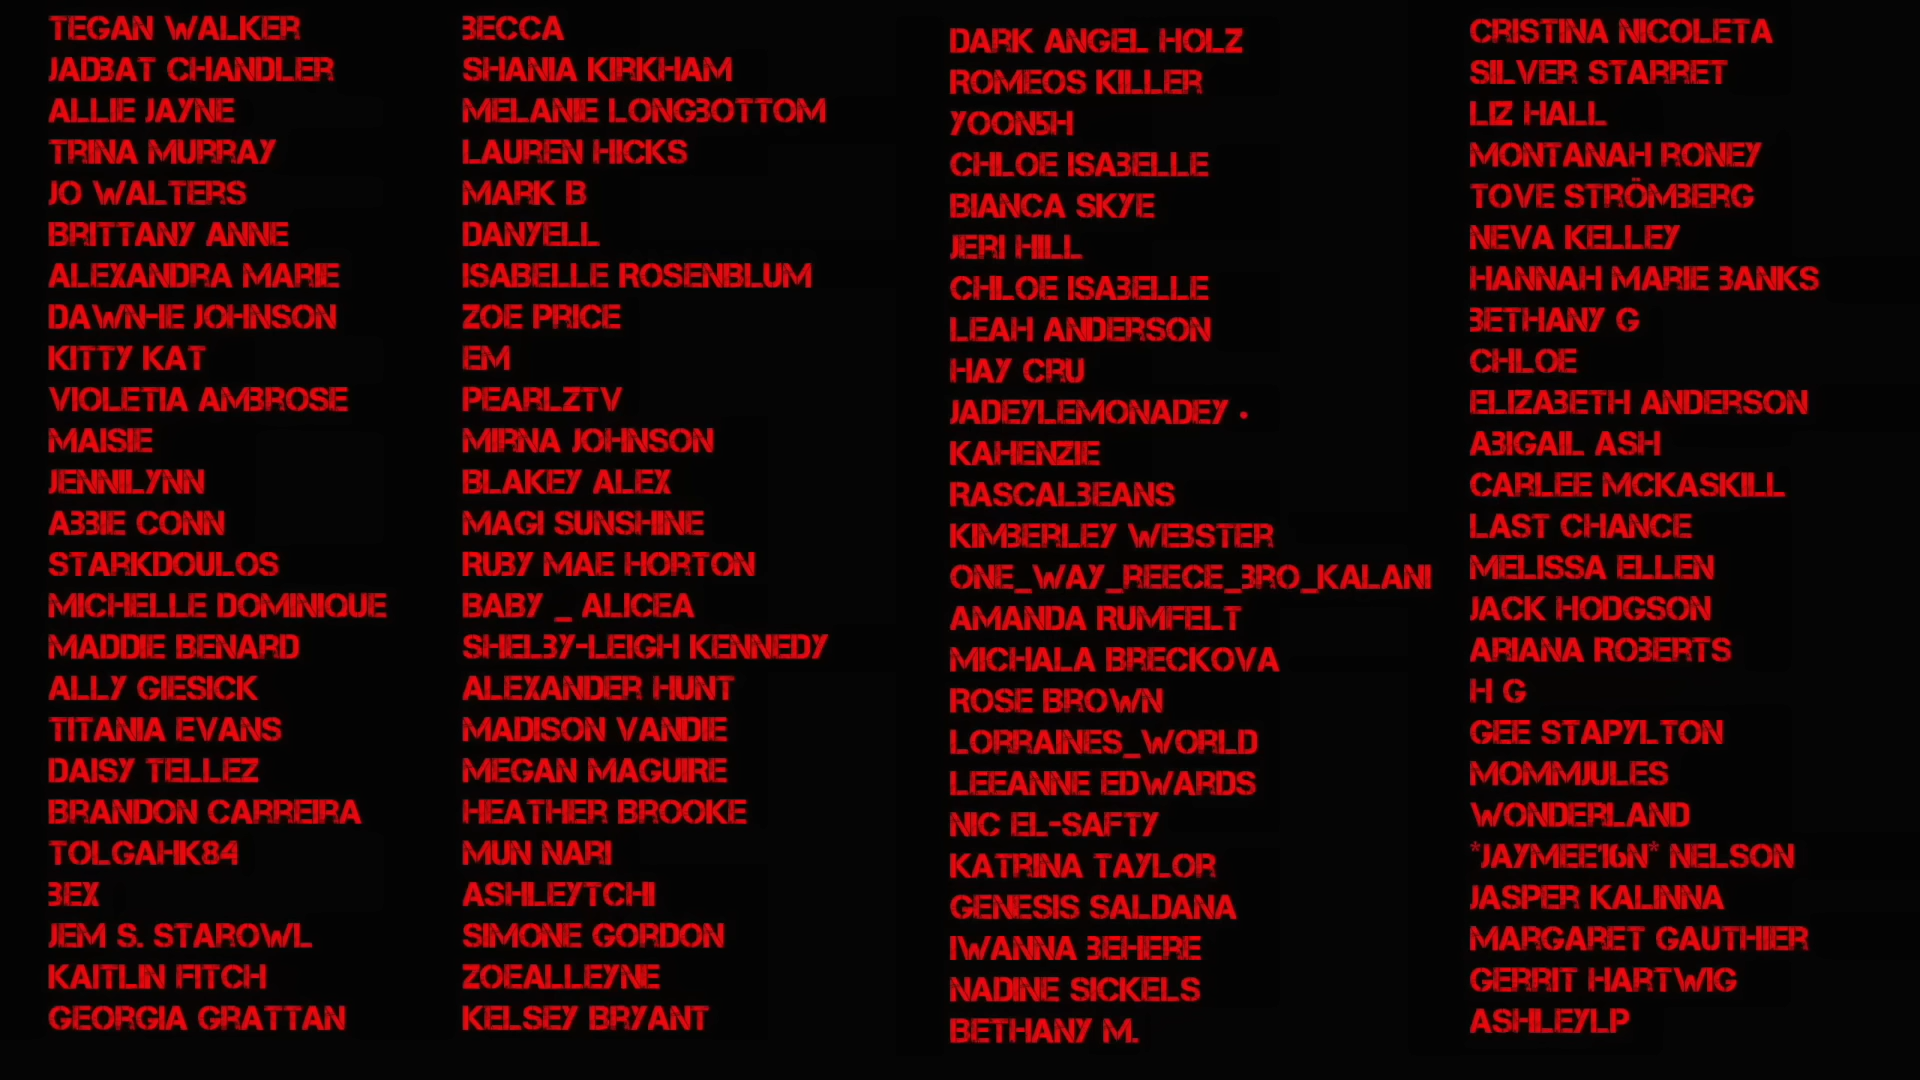 TEGAN WALKER
JADBAT CHANDLER
ALLIE JAYNE
TRINA MURRAY
JO WALTERS
BRITTANY ANNE
ALEXANDRA MARIE
DAWN-IE JOHNSON
KITTY KAT
VIOLETIA AMBROSE
MAISIE
JENNILYNN
ABBIE CONN
STARKDOULOS
MICHELLE DOMINIQUE
MADDIE BENARD
ALLY GIESICK
TITANIA EVANS
DAISY TELLEZ
BRANDON CARREIRA
TOLGAHK84
BEX
JEM S. STAROWL
KAITLIN FITCH
GEORGIA GRATTAN
BECCA
SHANIA KIRKHAM
MELANIE LONGBOTTOM
LAUREN HICKS
MARK B
DANYELL
ISABELLE ROSENBLUM
ZOE PRICE
EM
PEARLZTV
MIRNA JOHNSON
BLAKEY ALEX
MAGI SUNSHINE
RUBY MAE HORTON
BABY _ ALICEA
SHELBY-LEIGH KENNEDY
ALEXANDER HUNT
MADISON VANDIE
MEGAN MAGUIRE
HEATHER BROOKE
MUN NARI
ASHLEYTCHI
SIMONE GORDON
ZOEALLEYNE
KELSEY BRYANT
DARK ANGEL HOLZ
ROMEOS KILLER
YOON5H
CHLOE ISABELLE
BIANCA SKYE
JERI HILL
CHLOE ISABELLE
LEAH ANDERSON
HAY CRU
JADEYLEMONADEY •
KAHENZIE
RASCALBEANS
KIMBERLEY WEBSTER
ONE_WAY_REECE_BRO_KALANI
AMANDA RUMFELT
MICHALA BRECKOVA
ROSE BROWN
LORRAINES_WORLD
LEEANNE EDWARDS
NIC EL-SAFTY
KATRINA TAYLOR
GENESIS SALDANA
IWANNA BEHERE
NADINE SICKELS
BETHANY M.
CRISTINA NICOLETA
SILVER STARRET
LIZ HALL
MONTANAH RONEY
TOVE STRÖMBERG
NEVA KELLEY
HANNAH MARIE BANKS
BETHANY G
CHLOE
ELIZABETH ANDERSON
ABIGAIL ASH
CARLEE MCKASKILL
LAST CHANCE
MELISSA ELLEN
JACK HODGSON
ARIANA ROBERTS
H G
GEE STAPYLTON
MOMMJULES
WONDERLAND
*JAYMEE16N* NELSON
JASPER KALINNA
MARGARET GAUTHIER
GERRIT HARTWIG
ASHLEYLP